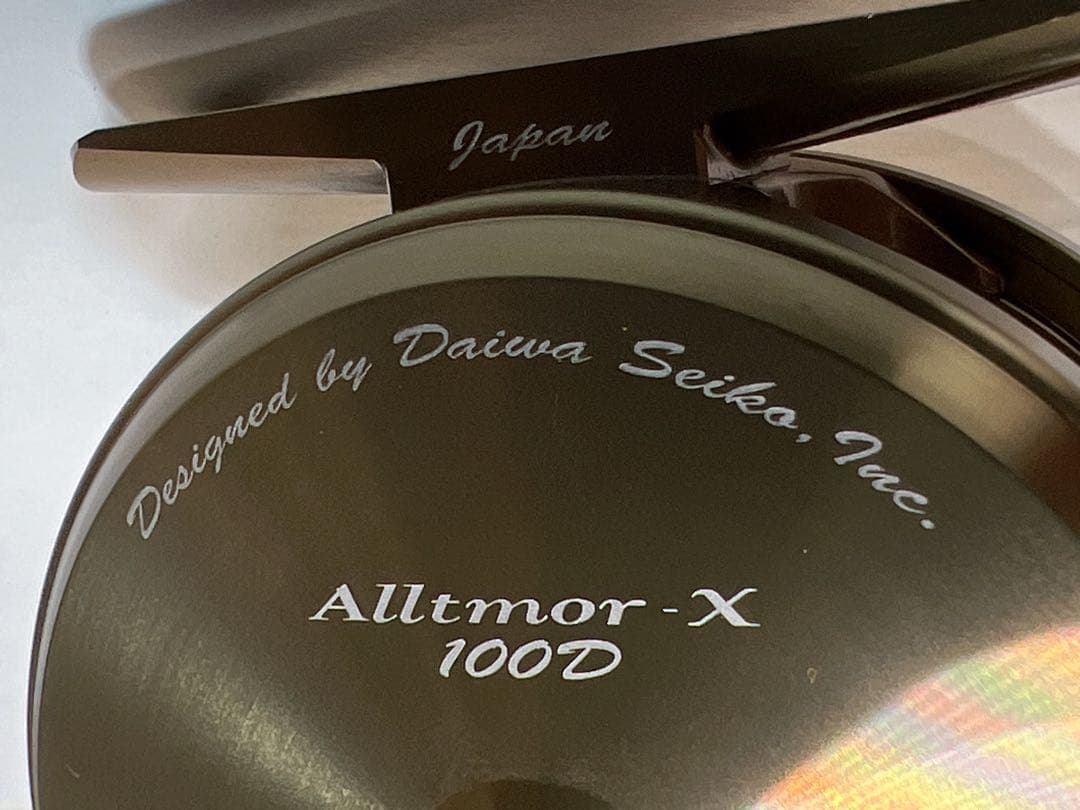 Japan
Designed by Daiwa Seiko, Inc.
Alltmor-X
100D